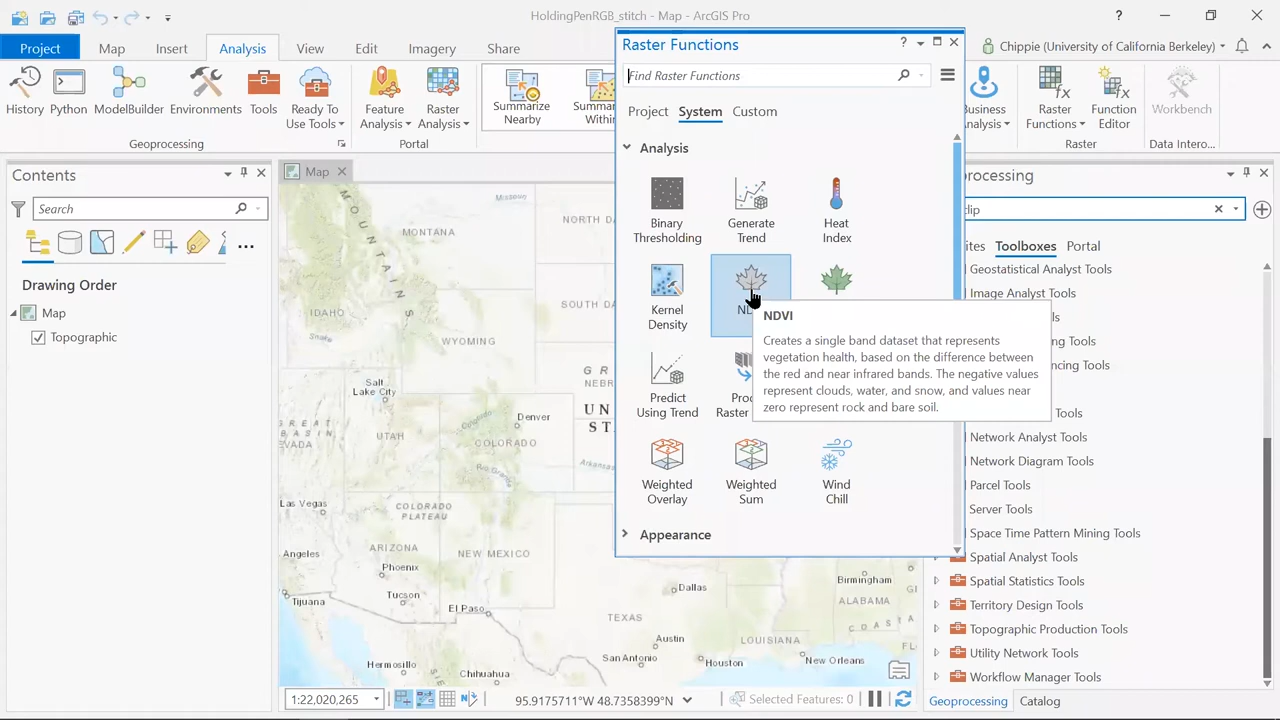 HoldingPenRGB_stitch - Map - ArcGIS Pro
?
Project
Map
Insert
Analysis
View
Edit
Imagery
Share
Chippie (University of California Berkeley)
History
Python
ModelBuilder
Environments
Tools
Ready To
Use Tools
Feature
Analysis
Raster
Analysis
Summarize
Nearby
Business
Analysis
Raster
Functions
Function
Editor
Workbench
Geoprocessing
Portal
Raster
Data Intero...
Raster Functions
?
Find Raster Functions
Project
System
Custom
Analysis
Binary
Thresholding
Generate
Trend
Heat
Index
Kernel
Density
NDVI
Creates a single band dataset that represents
vegetation health, based on the difference between
the red and near infrared bands. The negative values
represent clouds, water, and snow, and values near
zero represent rock and bare soil.
Predict
Using Trend
Weighted
Overlay
Weighted
Sum
Wind
Chill
Appearance
Contents
Search
...
Drawing Order
Map
Topographic
Map
Missouri
MONTANA
MOUNTAINS
WYOMING
Salt
Lake City
Denver
GREAT
BASIN
UTAH
COLORADO
Arkansas
Las Vegas
COLORADO
PLATEAU
Angeles
ARIZONA
Phoenix
NEW MEXICO
Tucson
Tijuana
El Paso
Dallas
Birmingham
ALABAMA
TEXAS
Austin
LOUISIANA
San Antonio
Houston
New Orleans
Hermosillo
Chihuahua
1:22,020,265
95.9175711°W 48.7358399°N
Selected Features: 0
Toolboxes
Portal
Geostatistical Analyst Tools
Image Analyst Tools
Network Analyst Tools
Network Diagram Tools
Parcel Tools
Server Tools
Space Time Pattern Mining Tools
Spatial Analyst Tools
Spatial Statistics Tools
Territory Design Tools
Topographic Production Tools
Utility Network Tools
Workflow Manager Tools
Geoprocessing
Catalog